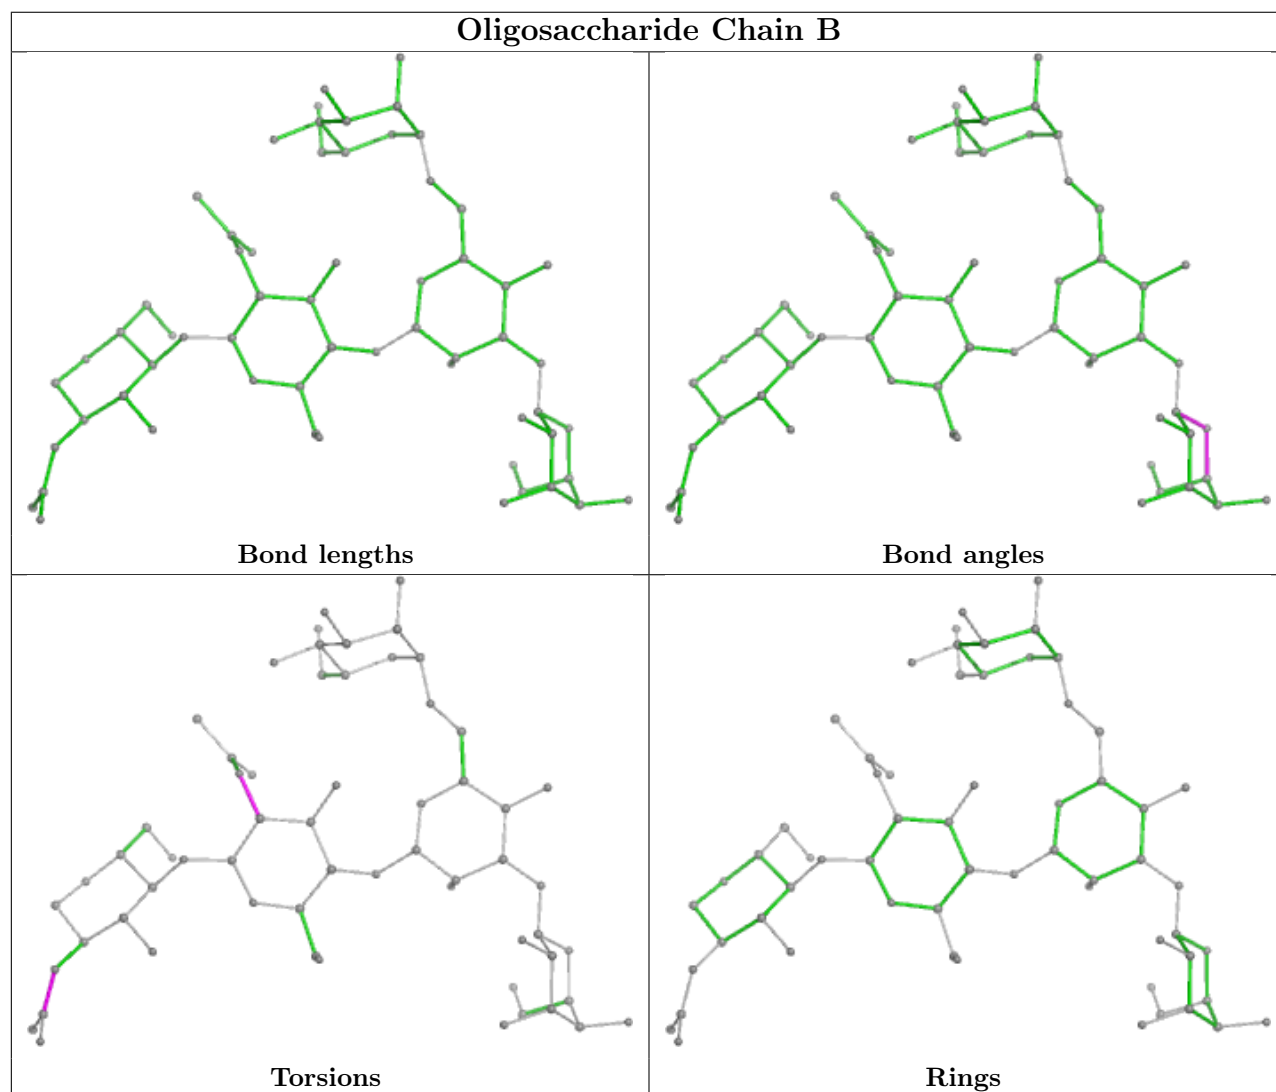 Oligosaccharide Chain B
Bond lengths
Bond angles
Torsions
Rings